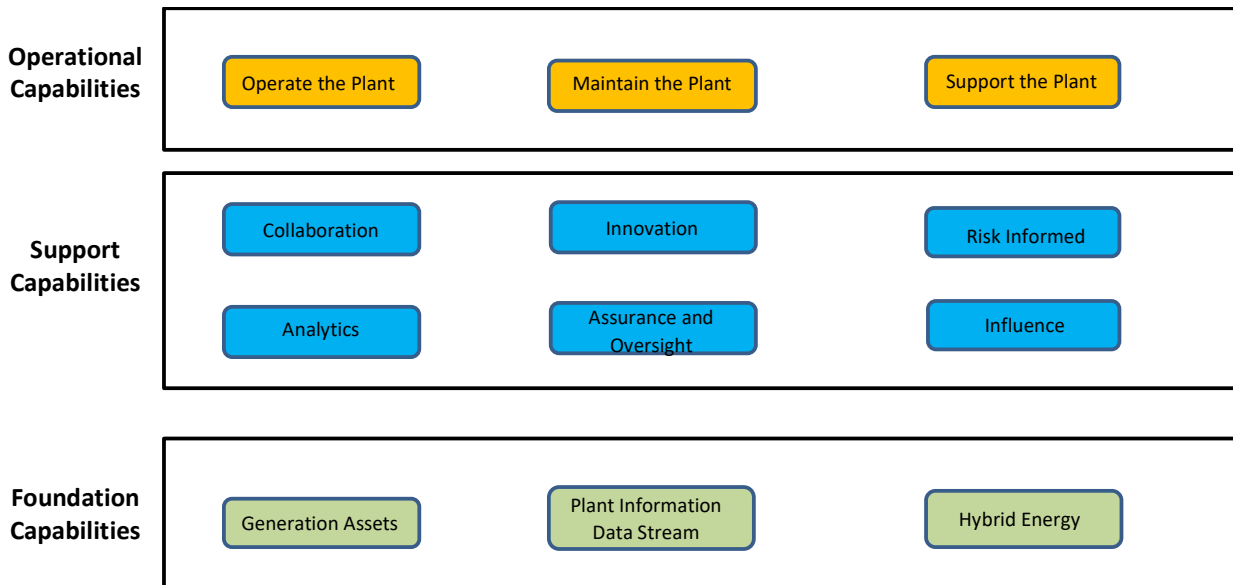 Operational
Capabilities
Operate the Plant
Maintain the Plant
Support the Plant
Support
Capabilities
Collaboration
Innovation
Risk Informed
Analytics
Assurance and
Oversight
Influence
Foundation
Capabilities
Generation Assets
Plant Information
Data Stream
Hybrid Energy